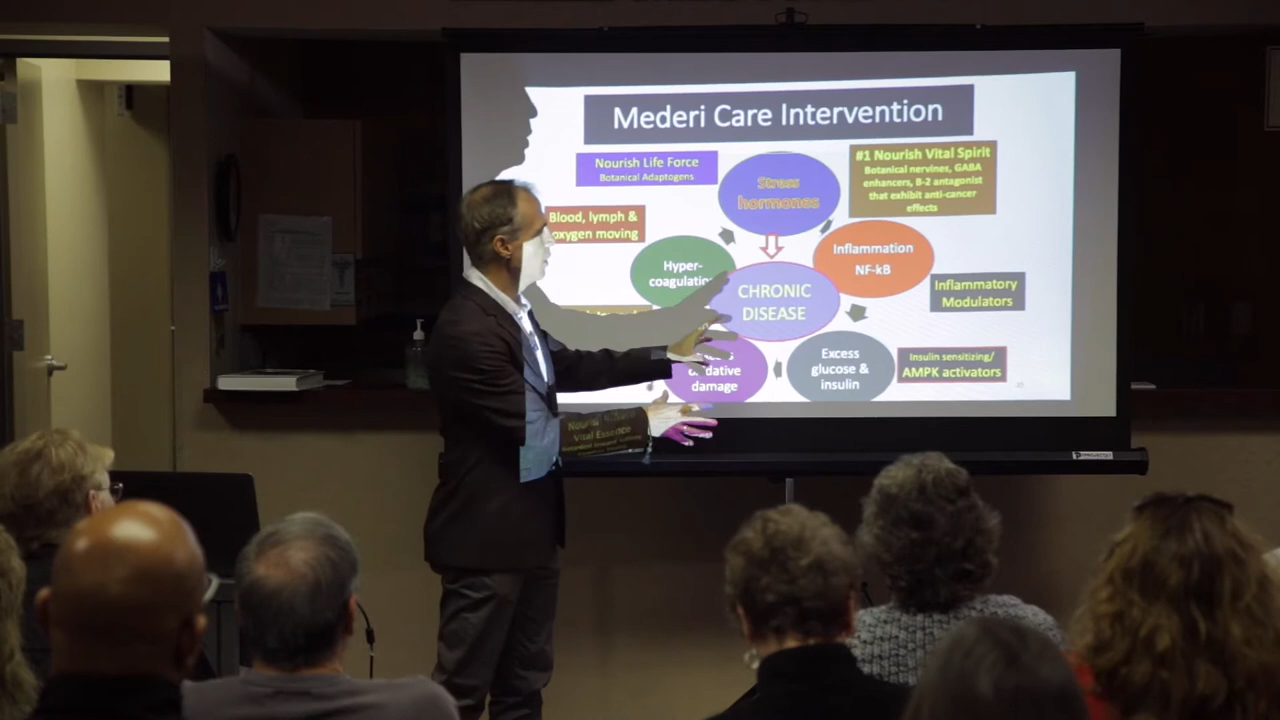 Mederi Care Intervention
Nourish Life Force
Botanical Adaptogens
Stress
hormones
#1 Nourish Vital Spirit
Botanical nervines, GABA
enhancers, B-2 antagonist
that exhibit anti-cancer
effects
Blood, lymph &
oxygen moving
Hyper-
coagulation
Inflammation
NF-kB
CHRONIC
DISEASE
Inflammatory
Modulators
oxidative
damage
Excess
glucose &
insulin
Insulin sensitizing/
AMPK activators
Vital Essence